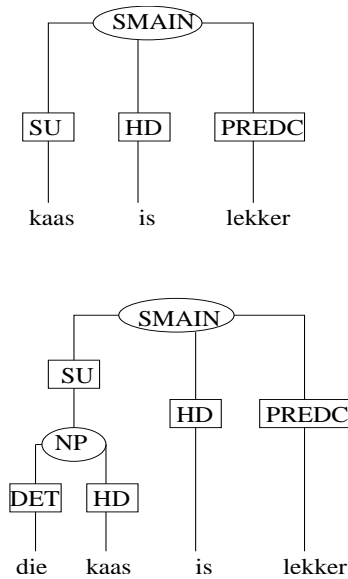 SMAIN
SU HD PREDC
kaas is lekker
SMAIN
SU
HD PREDC
NP
DET HD
die kaas is lekker